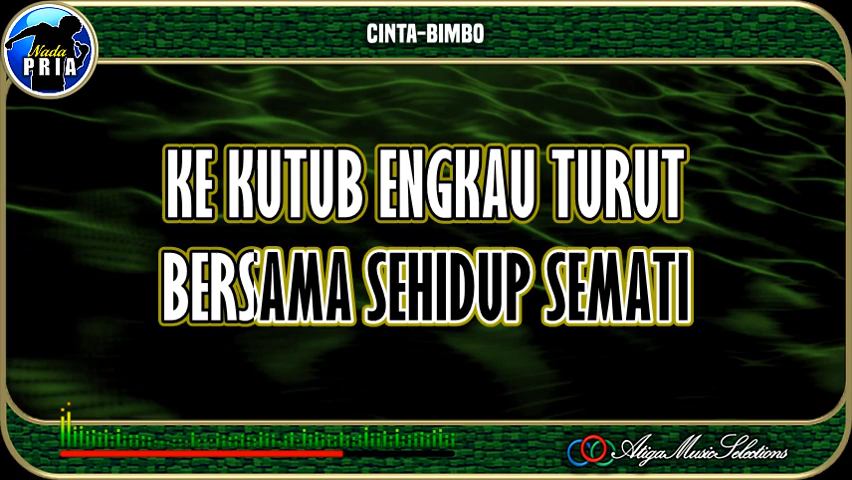 CINTA-BIMBO
Nada
PRIA
KE KUTUB ENGKAU TURUT
BERSAMA SEHIDUP SEMATI
AtigaMusicSelections